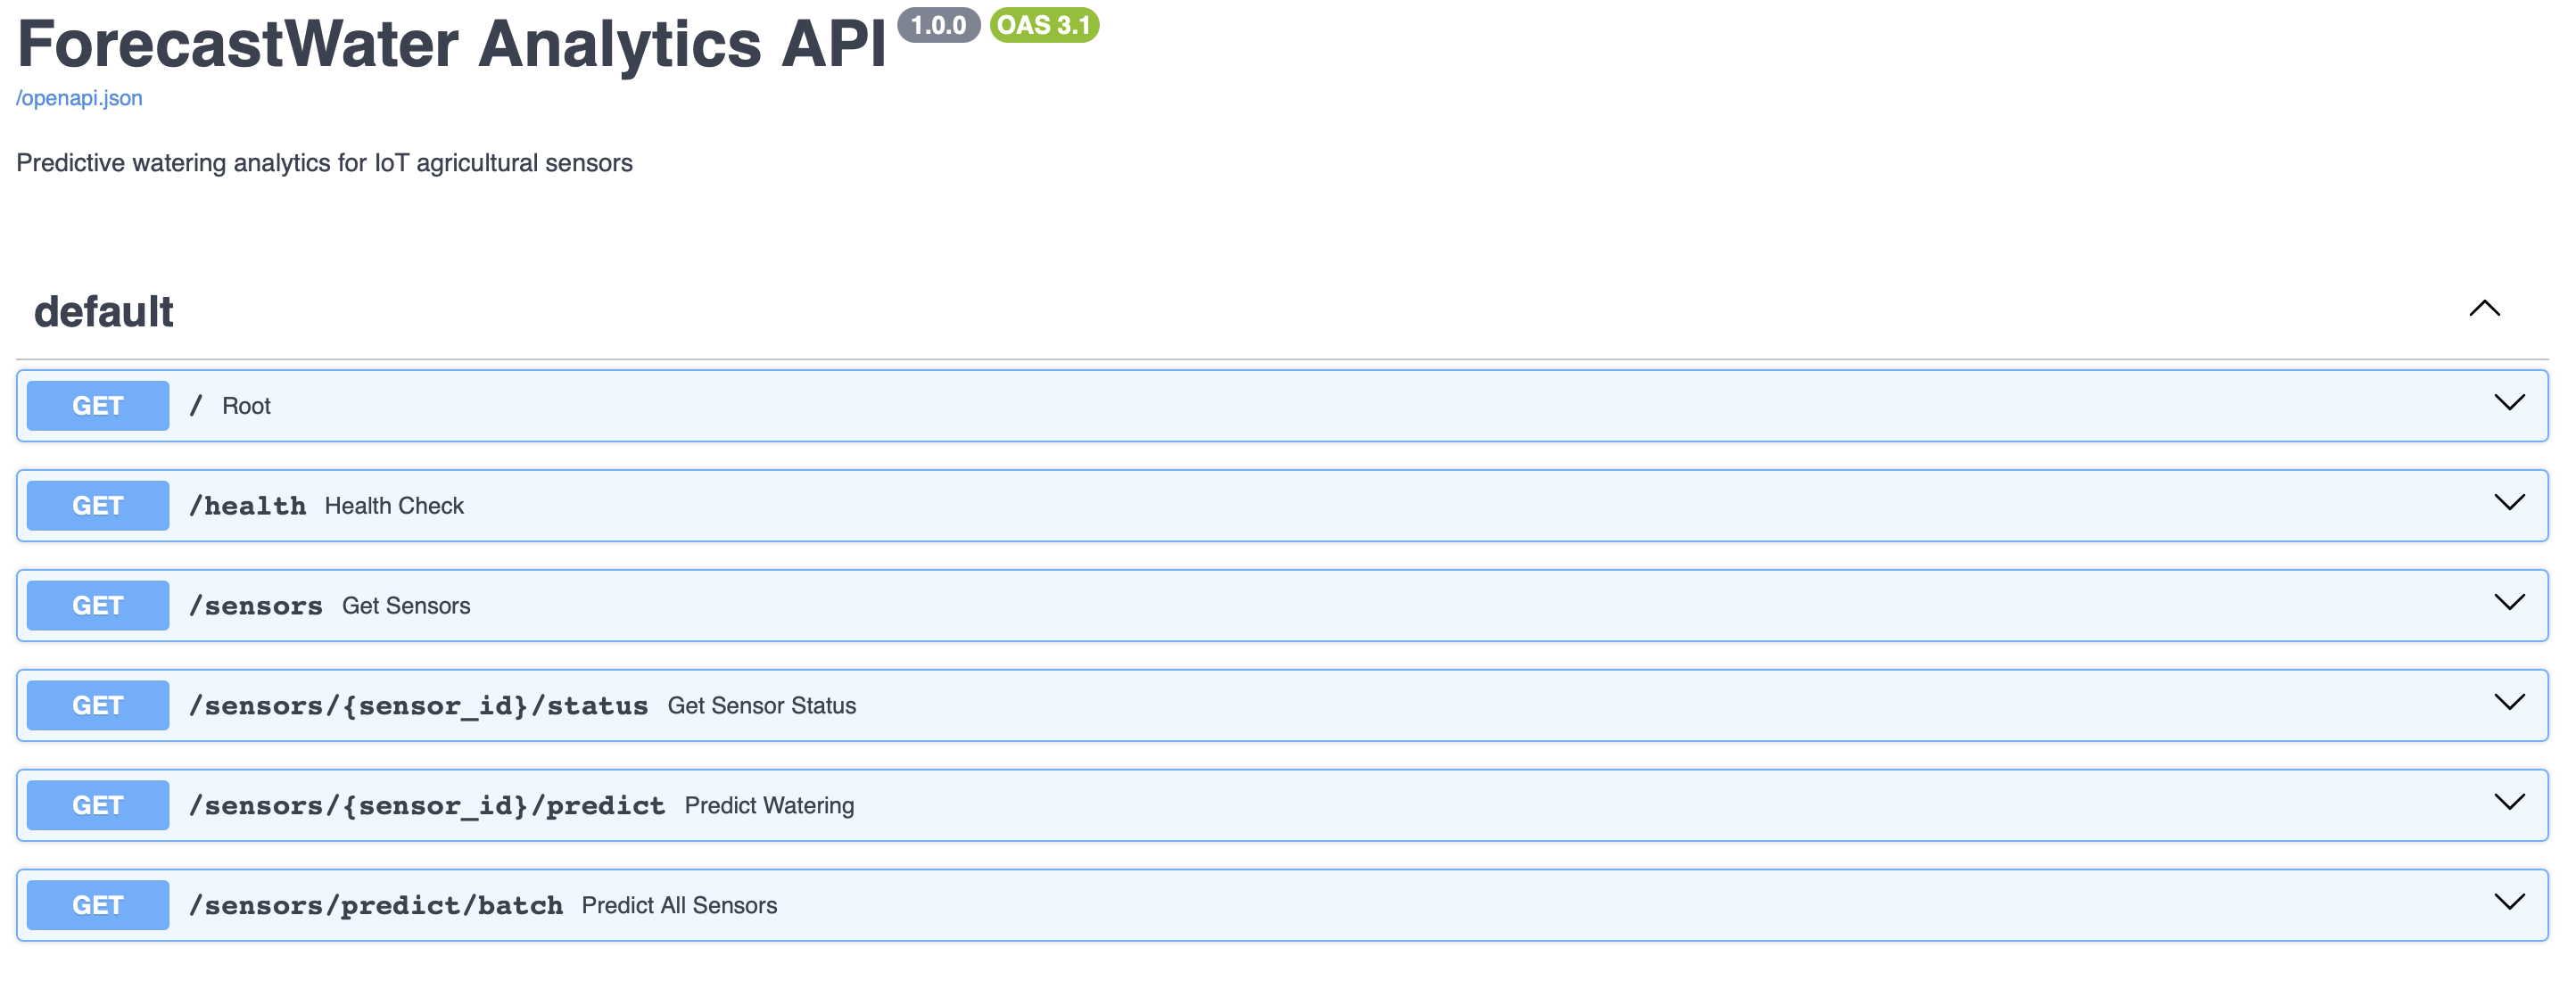 ForecastWater Analytics API 1.0.0 OAS 3.1
/openapi.json
Predictive watering analytics for IoT agricultural sensors
default
GET / Root
GET /health Health Check
GET /sensors Get Sensors
GET /sensors/{sensor_id}/status Get Sensor Status
GET /sensors/{sensor_id}/predict Predict Watering
GET /sensors/predict/batch Predict All Sensors